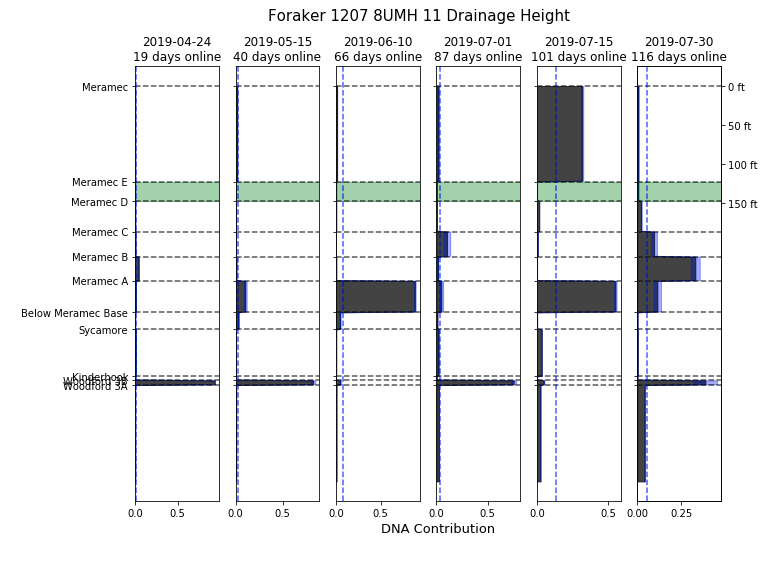 Foraker 1207 8UMH 11 Drainage Height
2019-04-24
19 days online
2019-05-15
40 days online
2019-06-10
66 days online
2019-07-01
87 days online
2019-07-15
101 days online
2019-07-30
116 days online
Meramec
Meramec E
Meramec D
Meramec C
Meramec B
Meramec A
Below Meramec Base
Sycamore
Kinderhook
Woodford 3B
Woodford 3A
0 ft
50 ft
100 ft
150 ft
0.0 0.5
0.0 0.5
0.0 0.5
0.0 0.5
0.0 0.5
0.00 0.25
DNA Contribution